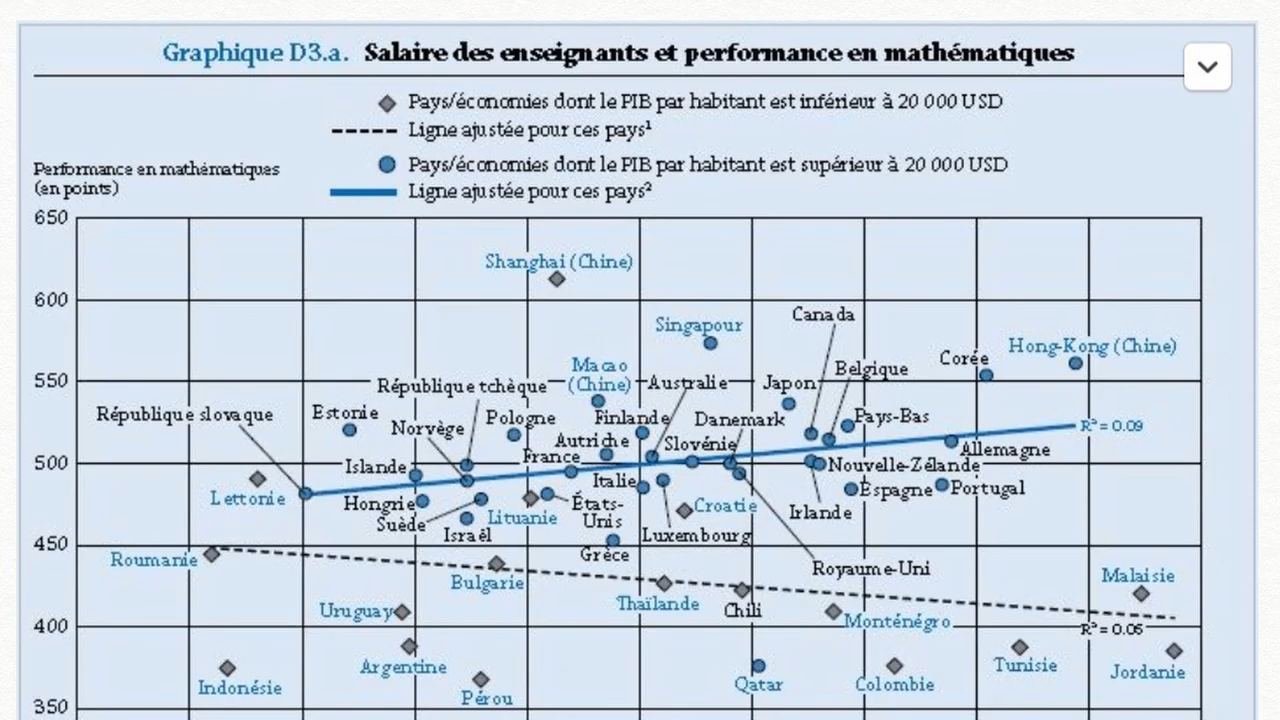 Graphique D3.a. Salaire des enseignants et performance en mathématiques
Pays/économies dont le PIB par habitant est inférieur à 20 000 USD
Ligne ajustée pour ces pays¹
Pays/économies dont le PIB par habitant est supérieur à 20 000 USD
Ligne ajustée pour ces pays²
Performance en mathématiques
(en points)
650
Shanghai (Chine)
600
Canada
Singapour
Hong-Kong (Chine)
Corée
Macao
(Chine)
Belgique
550
République tchèque
Australie
Japon
République slovaque
Estonie
Norvège
Pologne
Finlande
Danemark
Pays-Bas
R² = 0.09
Autriche
Slovénie
Allemagne
France
500
Islande
Nouvelle-Zélande
Italie
Lettonie
Hongrie
Espagne
Portugal
États-
Unis
Croatie
Irlande
Suède
Lituanie
Israël
Luxembourg
450
Grèce
Roumanie
Royaume-Uni
Malaisie
Bulgarie
Thaïlande
Chili
Uruguay
Monténégro
400
R² = 0.05
Argentine
Tunisie
Jordanie
Indonésie
Pérou
Qatar
Colombie
350